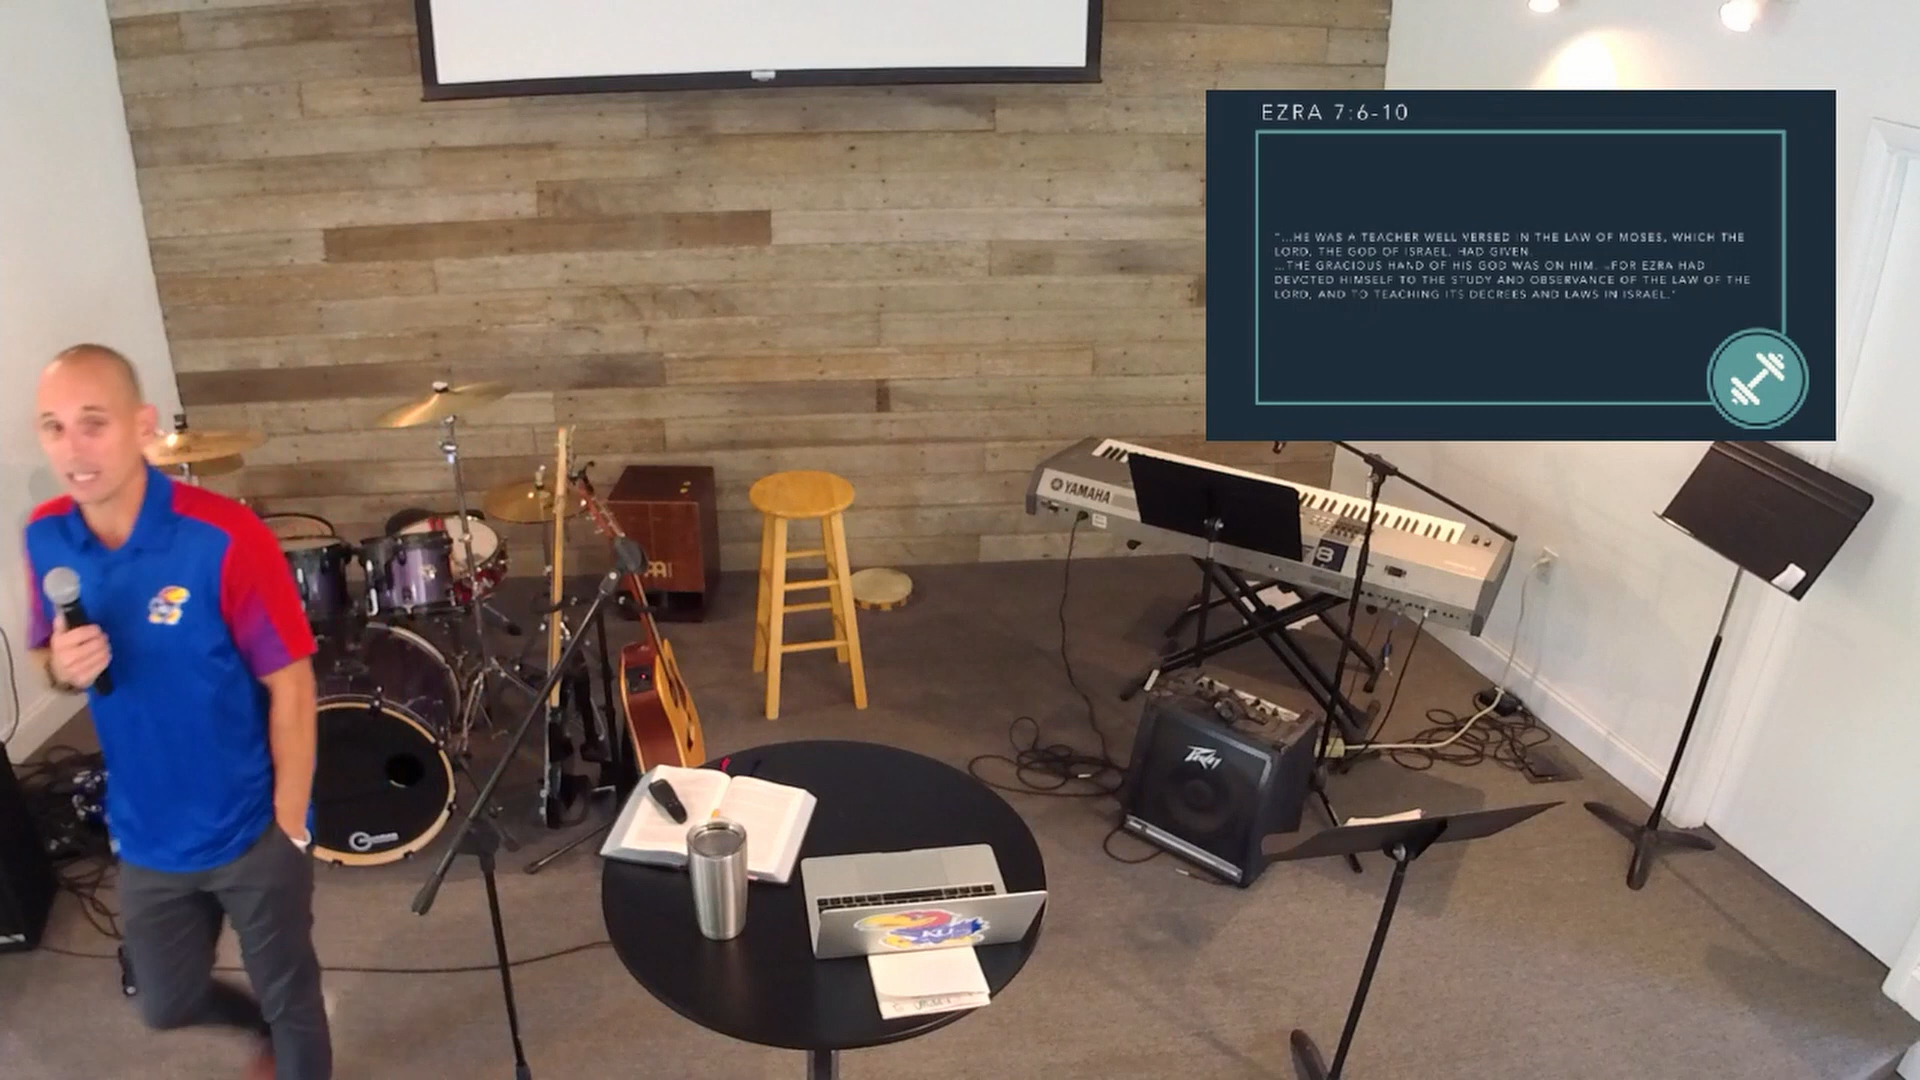 EZRA 7:6-10
"...HE WAS A TEACHER WELL VERSED IN THE LAW OF MOSES, WHICH THE
LORD, THE GOD OF ISRAEL, HAD GIVEN.
...THE GRACIOUS HAND OF HIS GOD WAS ON HIM. ...FOR EZRA HAD
DEVOTED HIMSELF TO THE STUDY AND OBSERVANCE OF THE LAW OF THE
LORD, AND TO TEACHING ITS DECREES AND LAWS IN ISRAEL."
YAMAHA
8
PEAVEY
KU